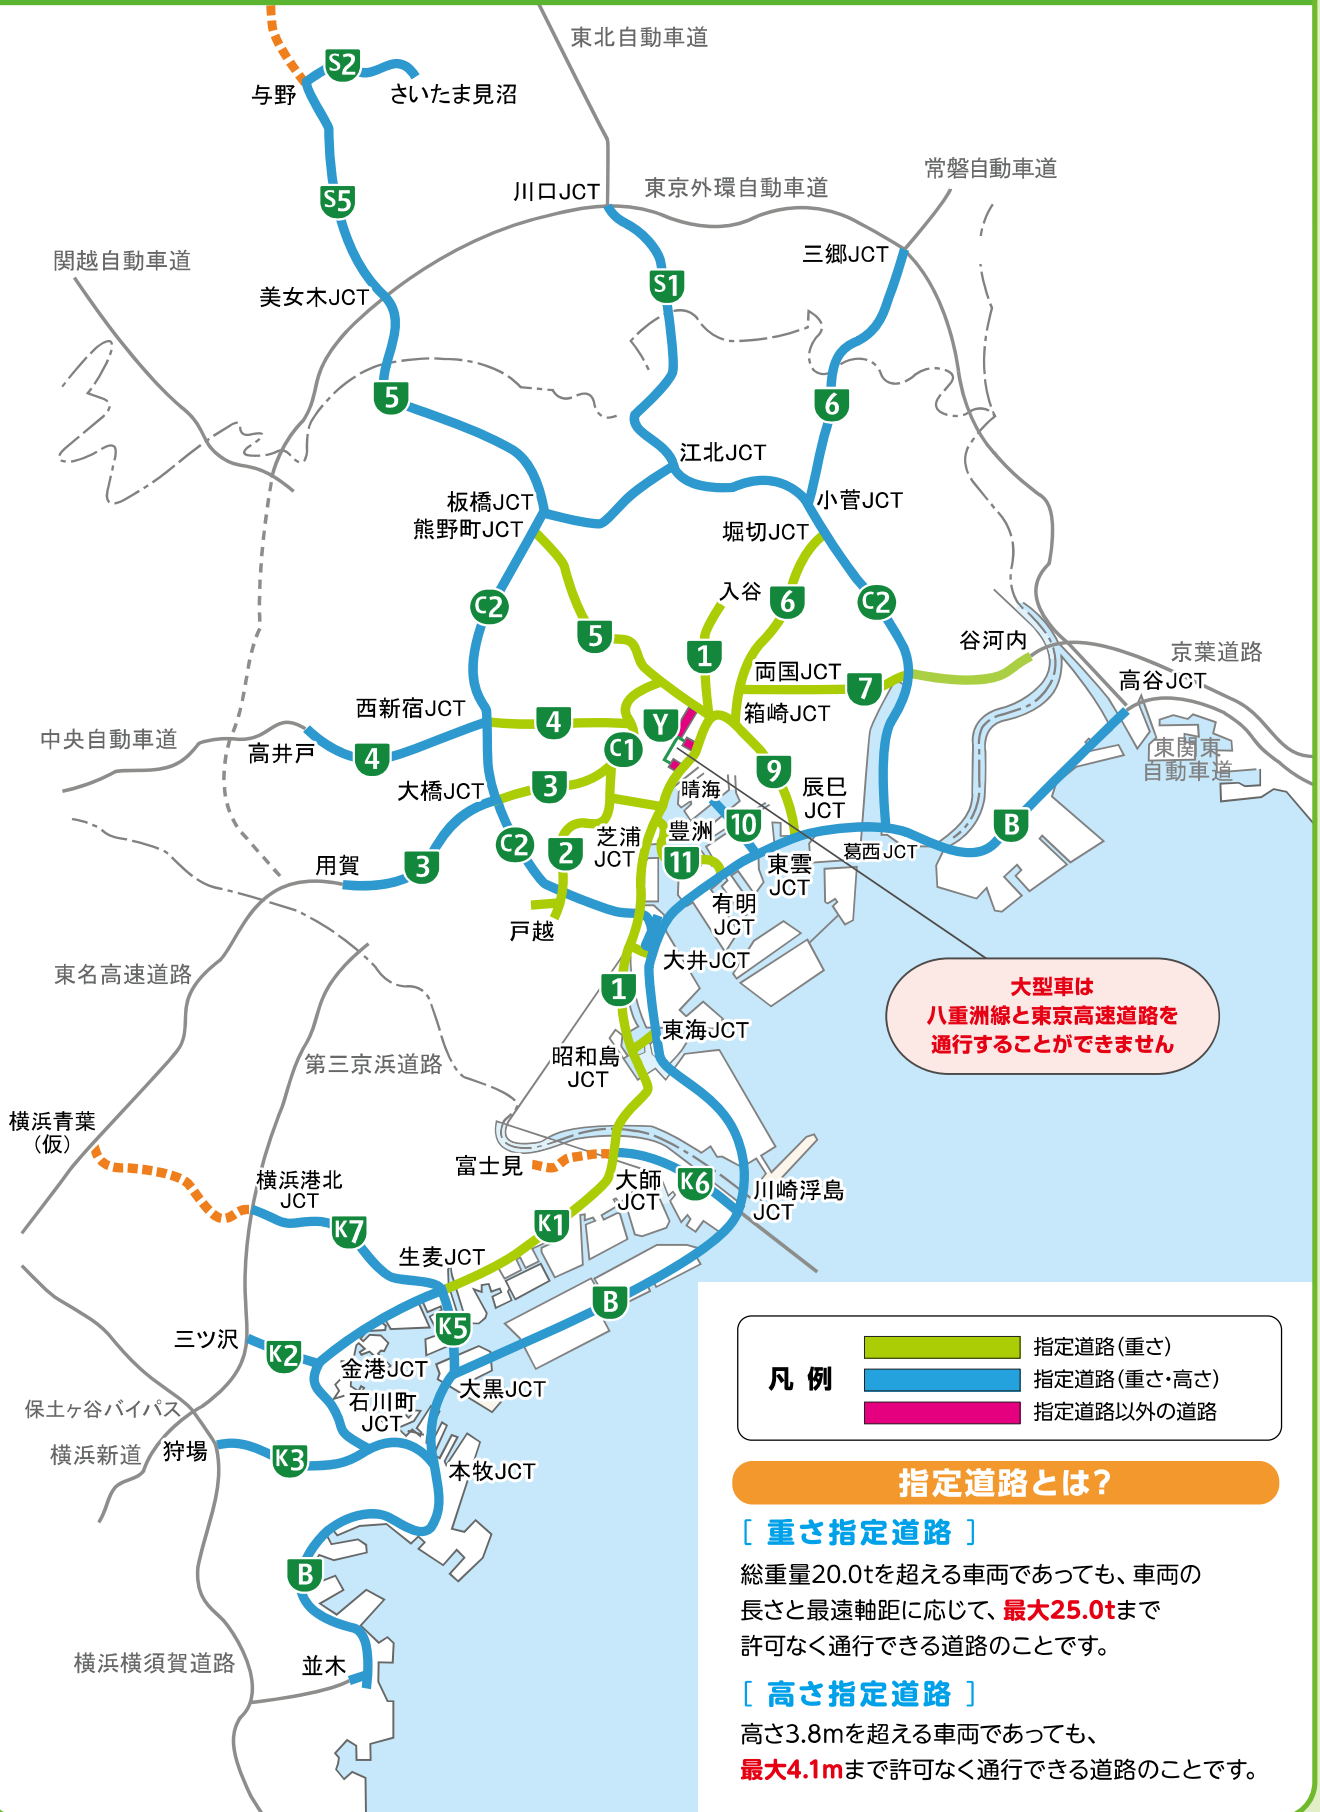 東北自動車道
S2
与野
さいたま見沼
常磐自動車道
川口JCT
東京外環自動車道
S5
関越自動車道
三郷JCT
美女木JCT
S1
5
6
江北JCT
板橋JCT
小菅JCT
熊野町JCT
堀切JCT
入谷
6
C2
C2
5
1
谷河内
京葉道路
両国JCT
高谷JCT
7
西新宿JCT
箱崎JCT
4
Y
中央自動車道
高井戸
4
C1
東関東
自動車道
9
大橋JCT
3
晴海
辰巳
JCT
10
B
豊洲
芝浦
JCT
C2
2
11
葛西JCT
用賀
3
東雲
JCT
有明
JCT
戸越
大井JCT
東名高速道路
1
大型車は
八重洲線と東京高速道路を
通行することができません
東海JCT
昭和島
JCT
第三京浜道路
横浜青葉
（仮）
富士見
横浜港北
JCT
大師
JCT
K6
川崎浮島
JCT
K7
K1
生麦JCT
B
K5
三ツ沢
K2
金港JCT
大黒JCT
石川町
JCT
保土ヶ谷バイパス
横浜新道
狩場
K3
本牧JCT
B
横浜横須賀道路
並木
凡例
指定道路（重さ）
指定道路（重さ・高さ）
指定道路以外の道路
指定道路とは？
［ 重さ指定道路 ］
総重量20.0tを超える車両であっても、車両の
長さと最遠軸距に応じて、最大25.0tまで
許可なく通行できる道路のことです。
［ 高さ指定道路 ］
高さ3.8mを超える車両であっても、
最大4.1mまで許可なく通行できる道路のことです。